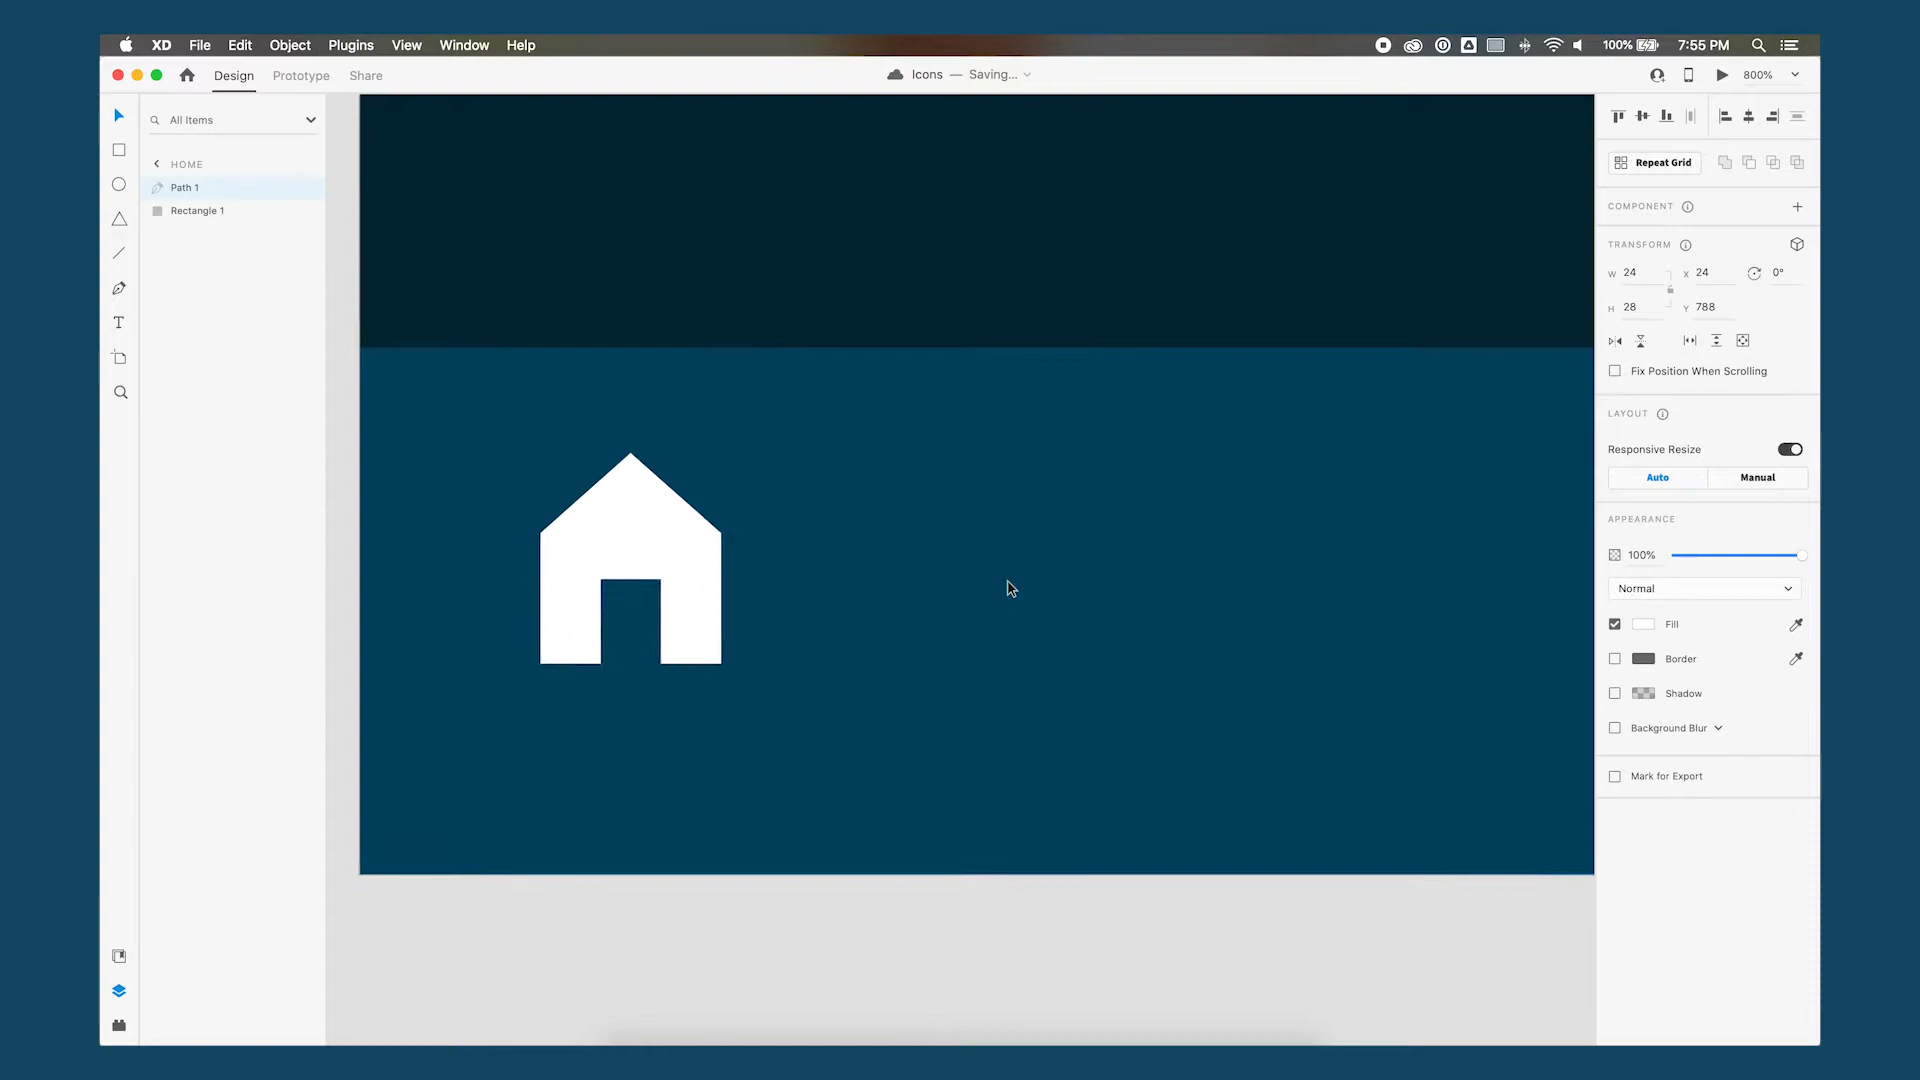 XD File Edit Object Plugins View Window Help 100% 7:55 PM
Design Prototype Share Icons — Saving... 800%
All Items
HOME
Path 1
Rectangle 1
Repeat Grid
COMPONENT
TRANSFORM
W 24 X 24 0°
H 28 Y 788
Fix Position When Scrolling
LAYOUT
Responsive Resize
Auto Manual
APPEARANCE
100%
Normal
Fill
Border
Shadow
Background Blur
Mark for Export
T